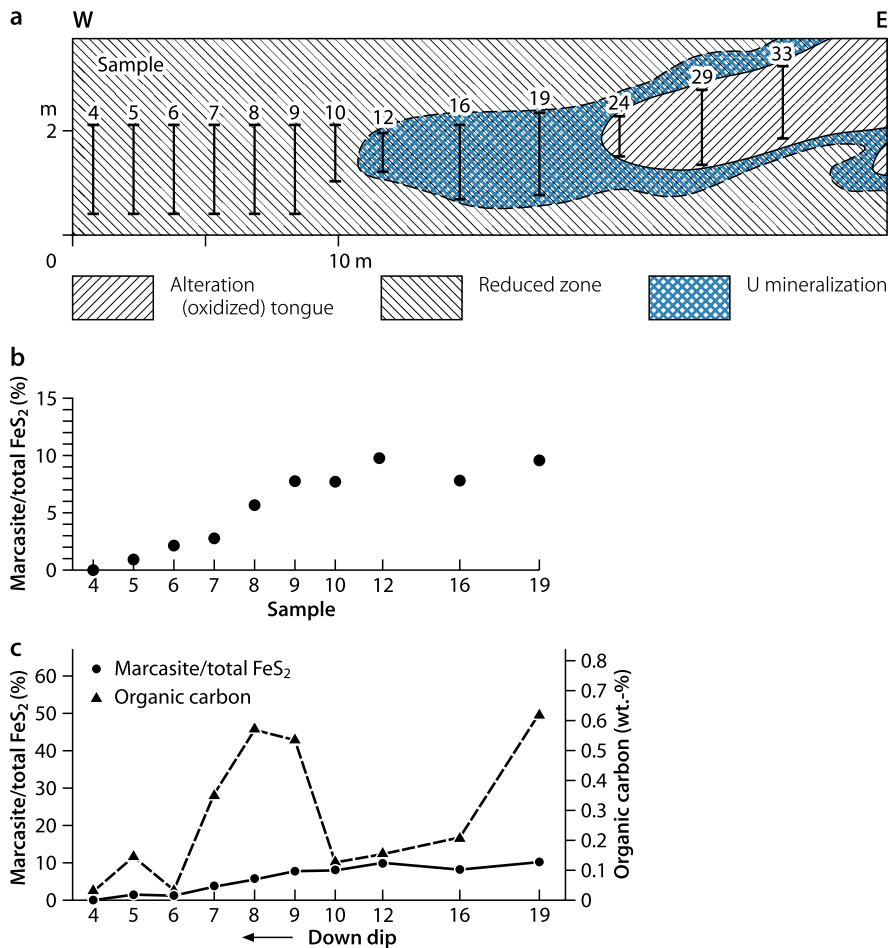 a
W E
Sample
4 5 6 7 8 9 10 12 16 19 24 29 33
m
2
0 10 m
Alteration
(oxidized) tongue
Reduced zone
U mineralization
b
Marcasite/total FeS₂ (%)
15
10
5
0
4 5 6 7 8 9 10 12 16 19
Sample
c
Marcasite/total FeS₂ (%)
60
50
40
30
20
10
0
Marcasite/total FeS₂
Organic carbon
0.8
0.7
0.6
0.5
0.4
0.3
0.2
0.1
0
Organic carbon (wt.-%)
4 5 6 7 8 9 10 12 16 19
Down dip